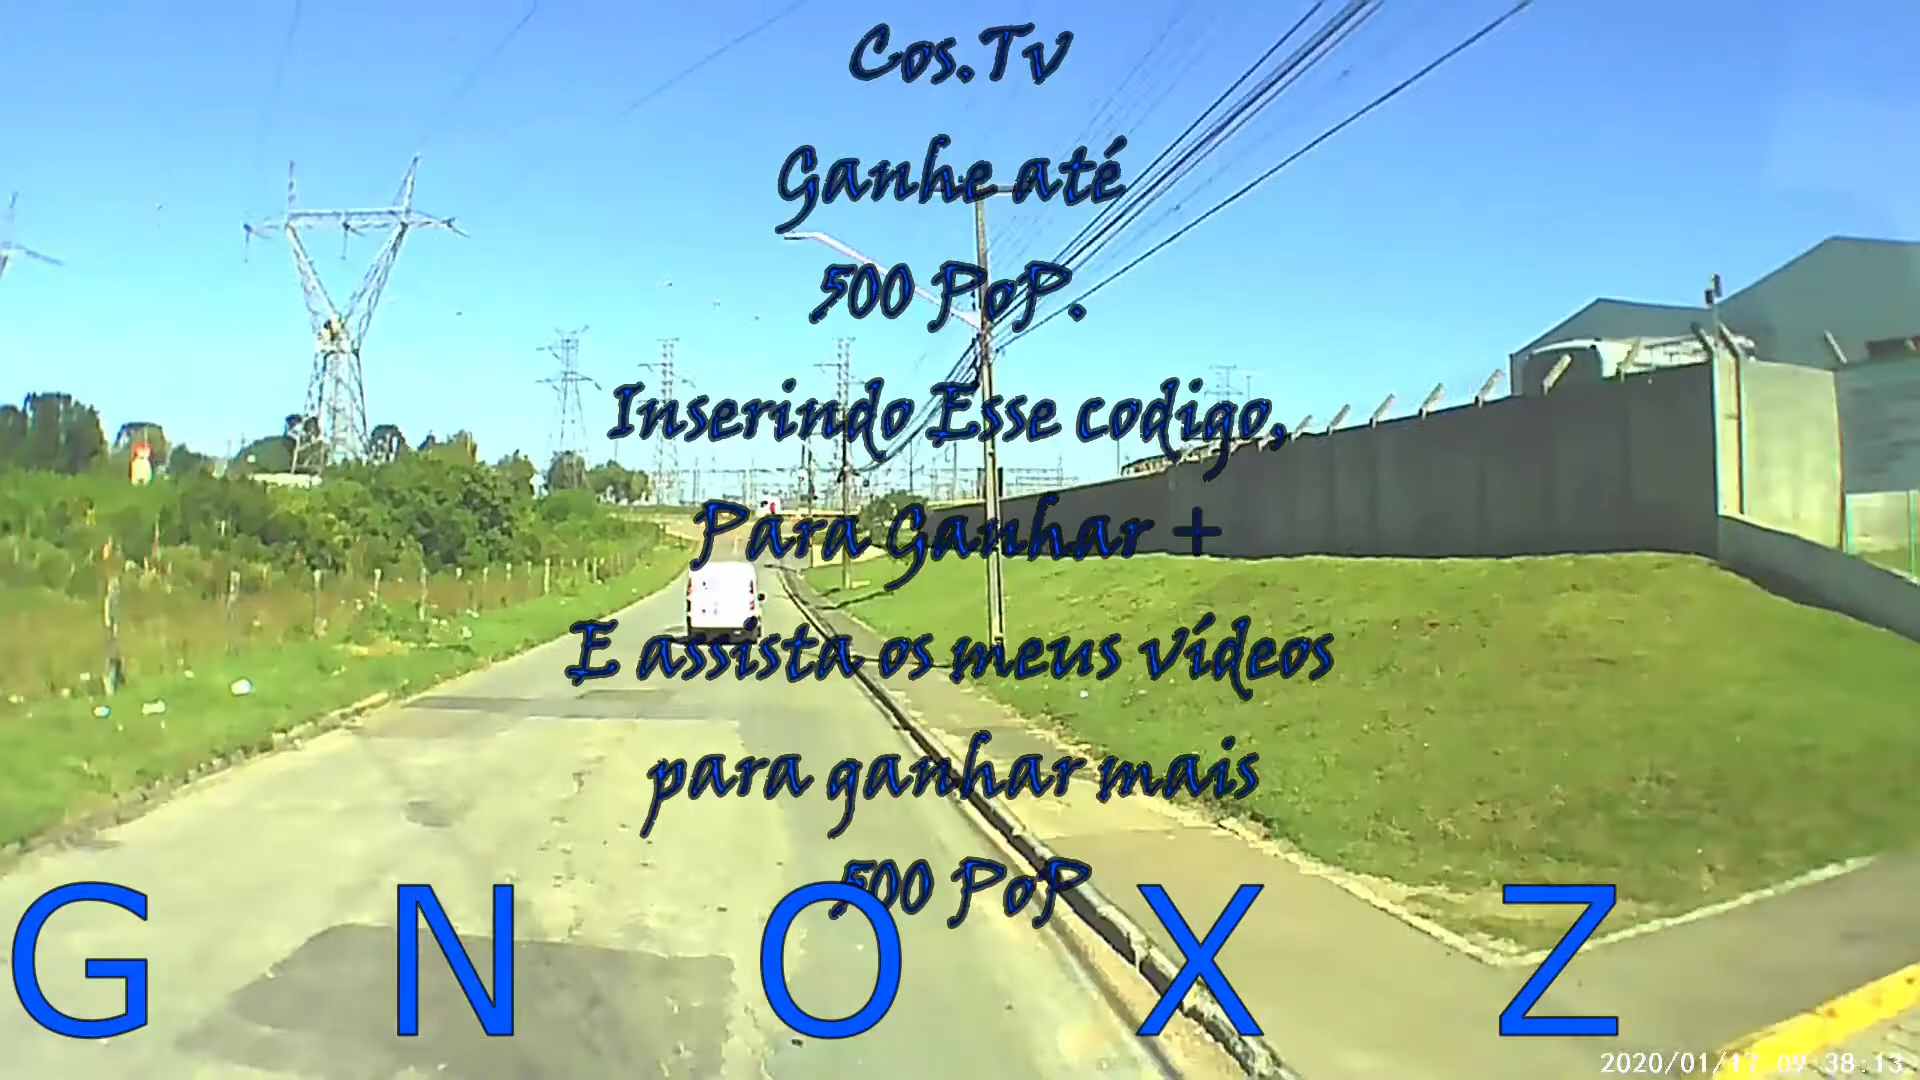 Cos.Tv
Ganhe até
500 PoP.
Inserindo Esse codigo,
Para Ganhar +
E assista os meus vídeos
para ganhar mais
500 PoP
G N O X Z
2020/01/17 09:38:13